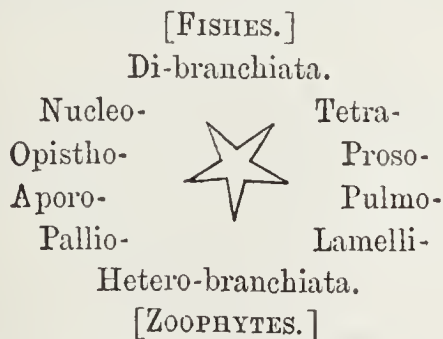 [FISHES.]
Di-branchiata.
Nucleo- Tetra-
Opistho- Proso-
Aporo- Pulmo-
Pallio- Lamelli-
Hetero-branchiata.
[ZOOPHYTES.]